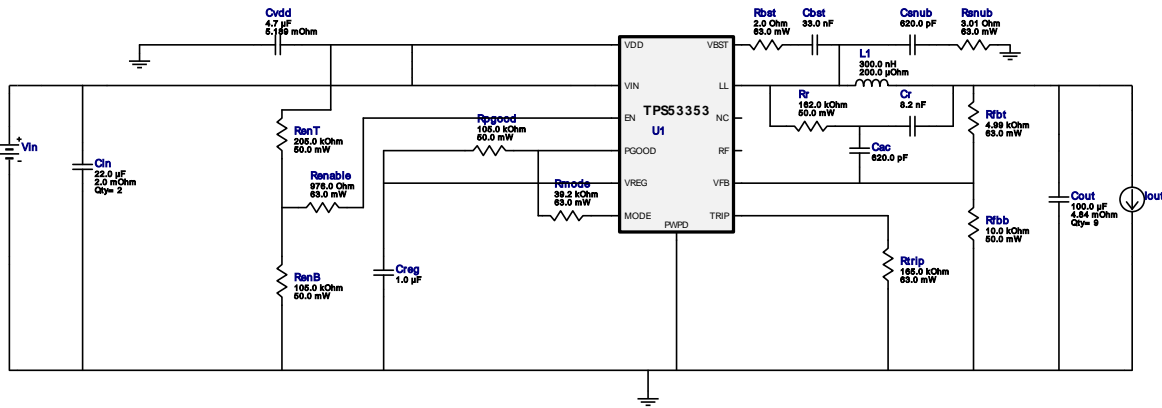 Cvdd
4.7 µF
5.189 mOhm
Rbst
2.0 Ohm
63.0 mW
Cbst
33.0 nF
Csnub
620.0 pF
Rsnub
3.01 Ohm
63.0 mW
VDD
VBST
L1
300.0 nH
200.0 µOhm
VIN
LL
Rr
162.0 kOhm
50.0 mW
Cr
8.2 nF
TPS53353
U1
EN
NC
Rpgood
105.0 kOhm
50.0 mW
RenT
205.0 kOhm
50.0 mW
Rfbt
4.99 kOhm
63.0 mW
Vin
+
-
PGOOD
RF
Cac
620.0 pF
Cin
22.0 µF
2.0 mOhm
Qty= 2
Renable
976.0 Ohm
63.0 mW
VREG
VFB
Rmode
39.2 kOhm
63.0 mW
Cout
100.0 µF
4.64 mOhm
Qty= 9
Iout
MODE
TRIP
PWPD
Rfbb
10.0 kOhm
50.0 mW
RenB
105.0 kOhm
50.0 mW
Creg
1.0 µF
Rtrip
165.0 kOhm
63.0 mW